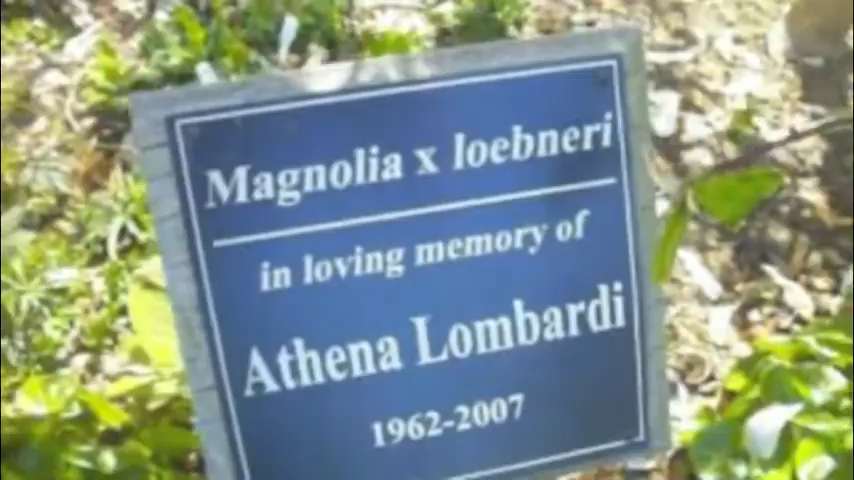 Magnolia x loebneri
in loving memory of
Athena Lombardi
1962-2007